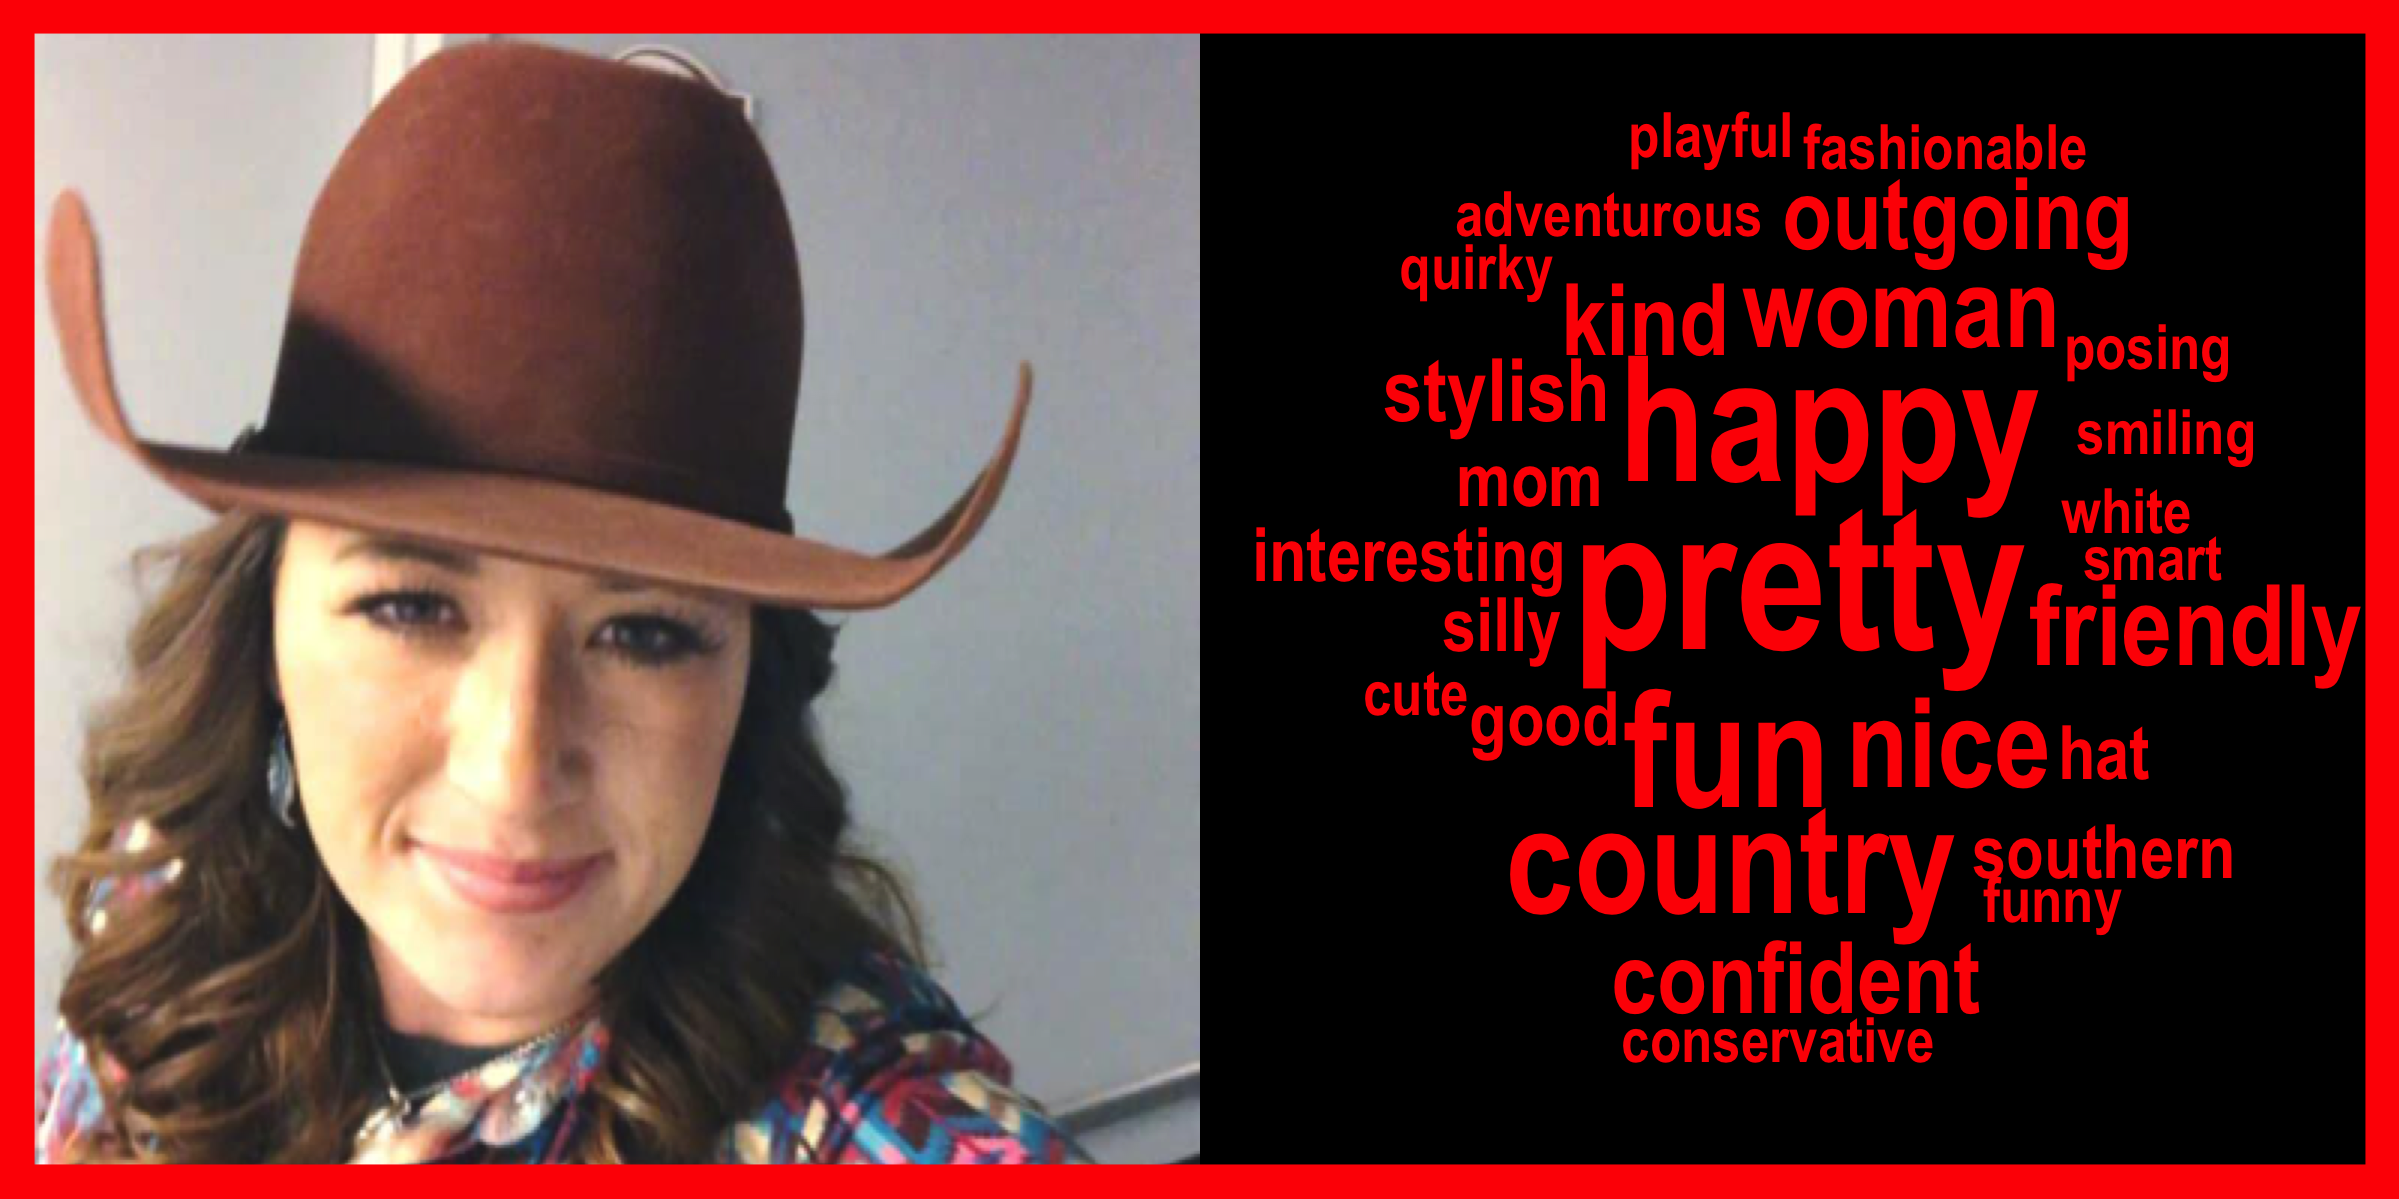 playful fashionable
adventurous outgoing
quirky
kind woman
posing
stylish happy
smiling
mom
white
interesting pretty
smart
silly friendly
cute good fun nice hat
country southern
funny
confident
conservative